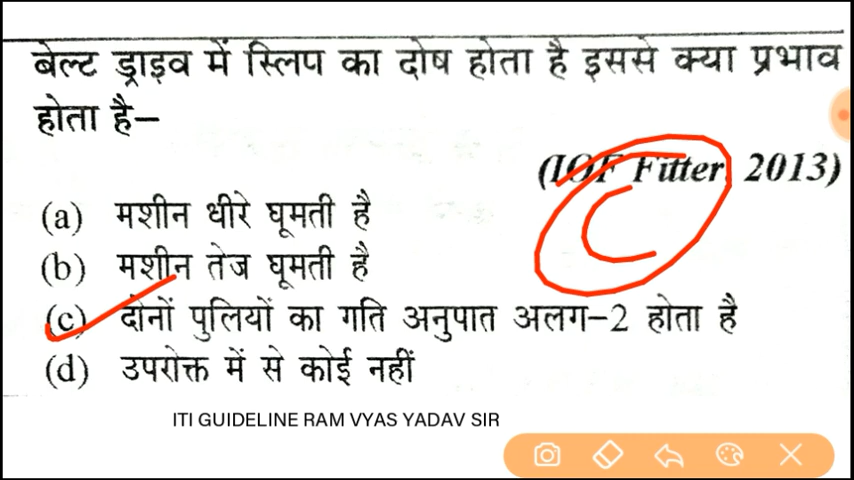 बेल्ट ड्राइव में स्लिप का दोष होता है इससे क्या प्रभाव
होता है–
(IOF Fitter, 2013)
(a) मशीन धीरे घूमती है
(b) मशीन तेज घूमती है
(c) दोनों पुलियों का गति अनुपात अलग–2 होता है
(d) उपरोक्त में से कोई नहीं
C
ITI GUIDELINE RAM VYAS YADAV SIR